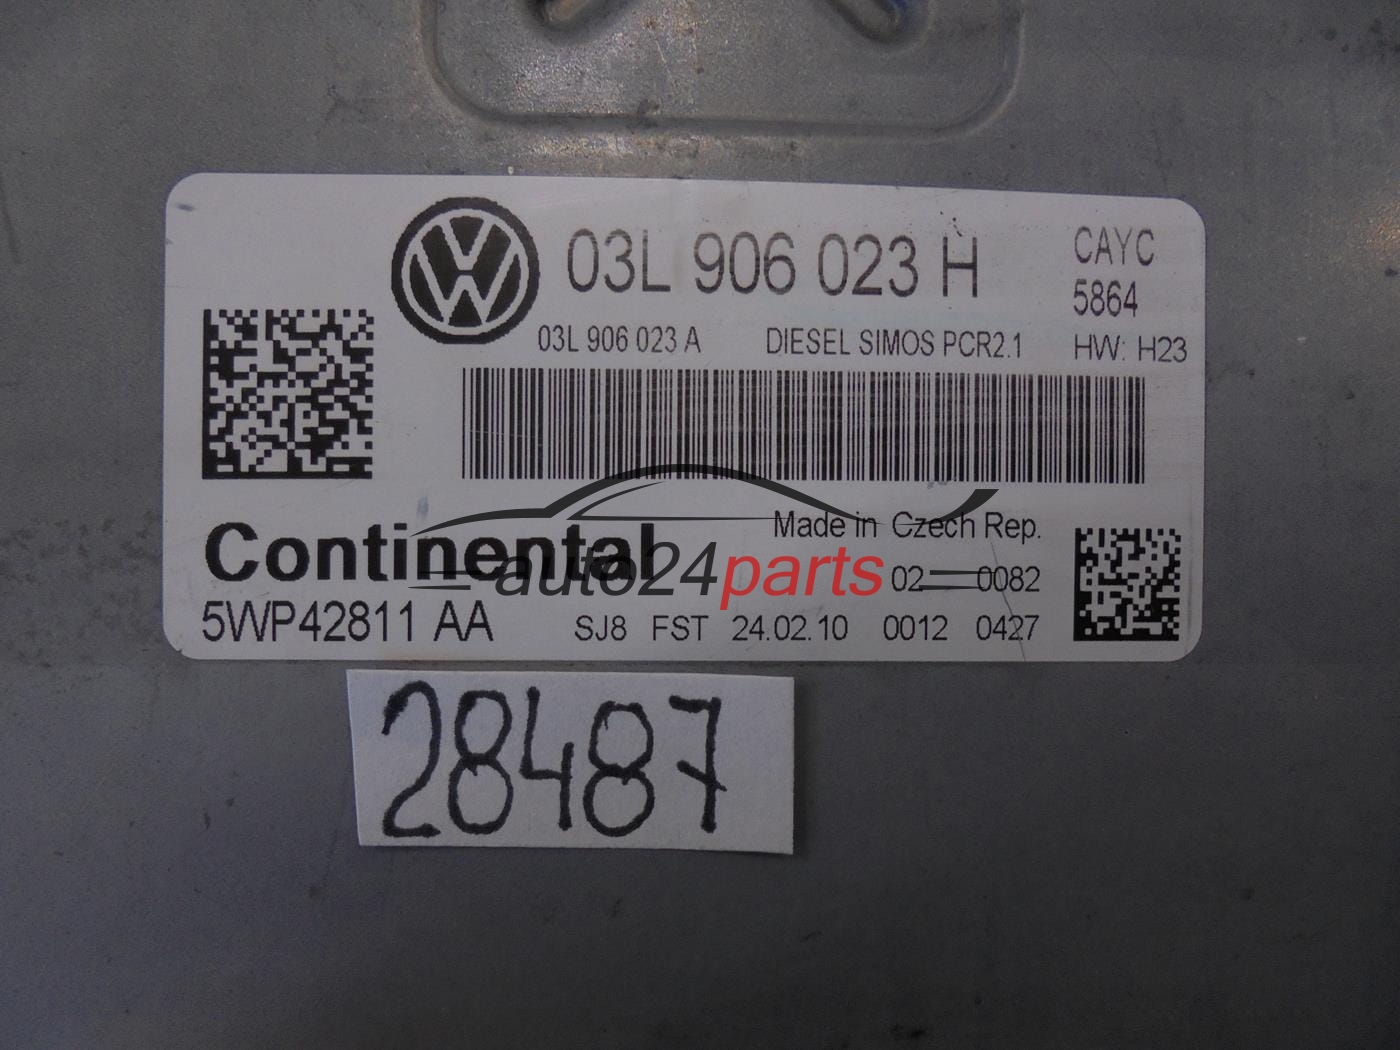 03L 906 023 H
CAYC
5864
03L 906 023 A DIESEL SIMOS PCR2.1 HW: H23
Made in Czech Rep.
Continental
auto24parts
02 0082
5WP42811 AA SJ8 FST 24.02.10 0012 0427
28487